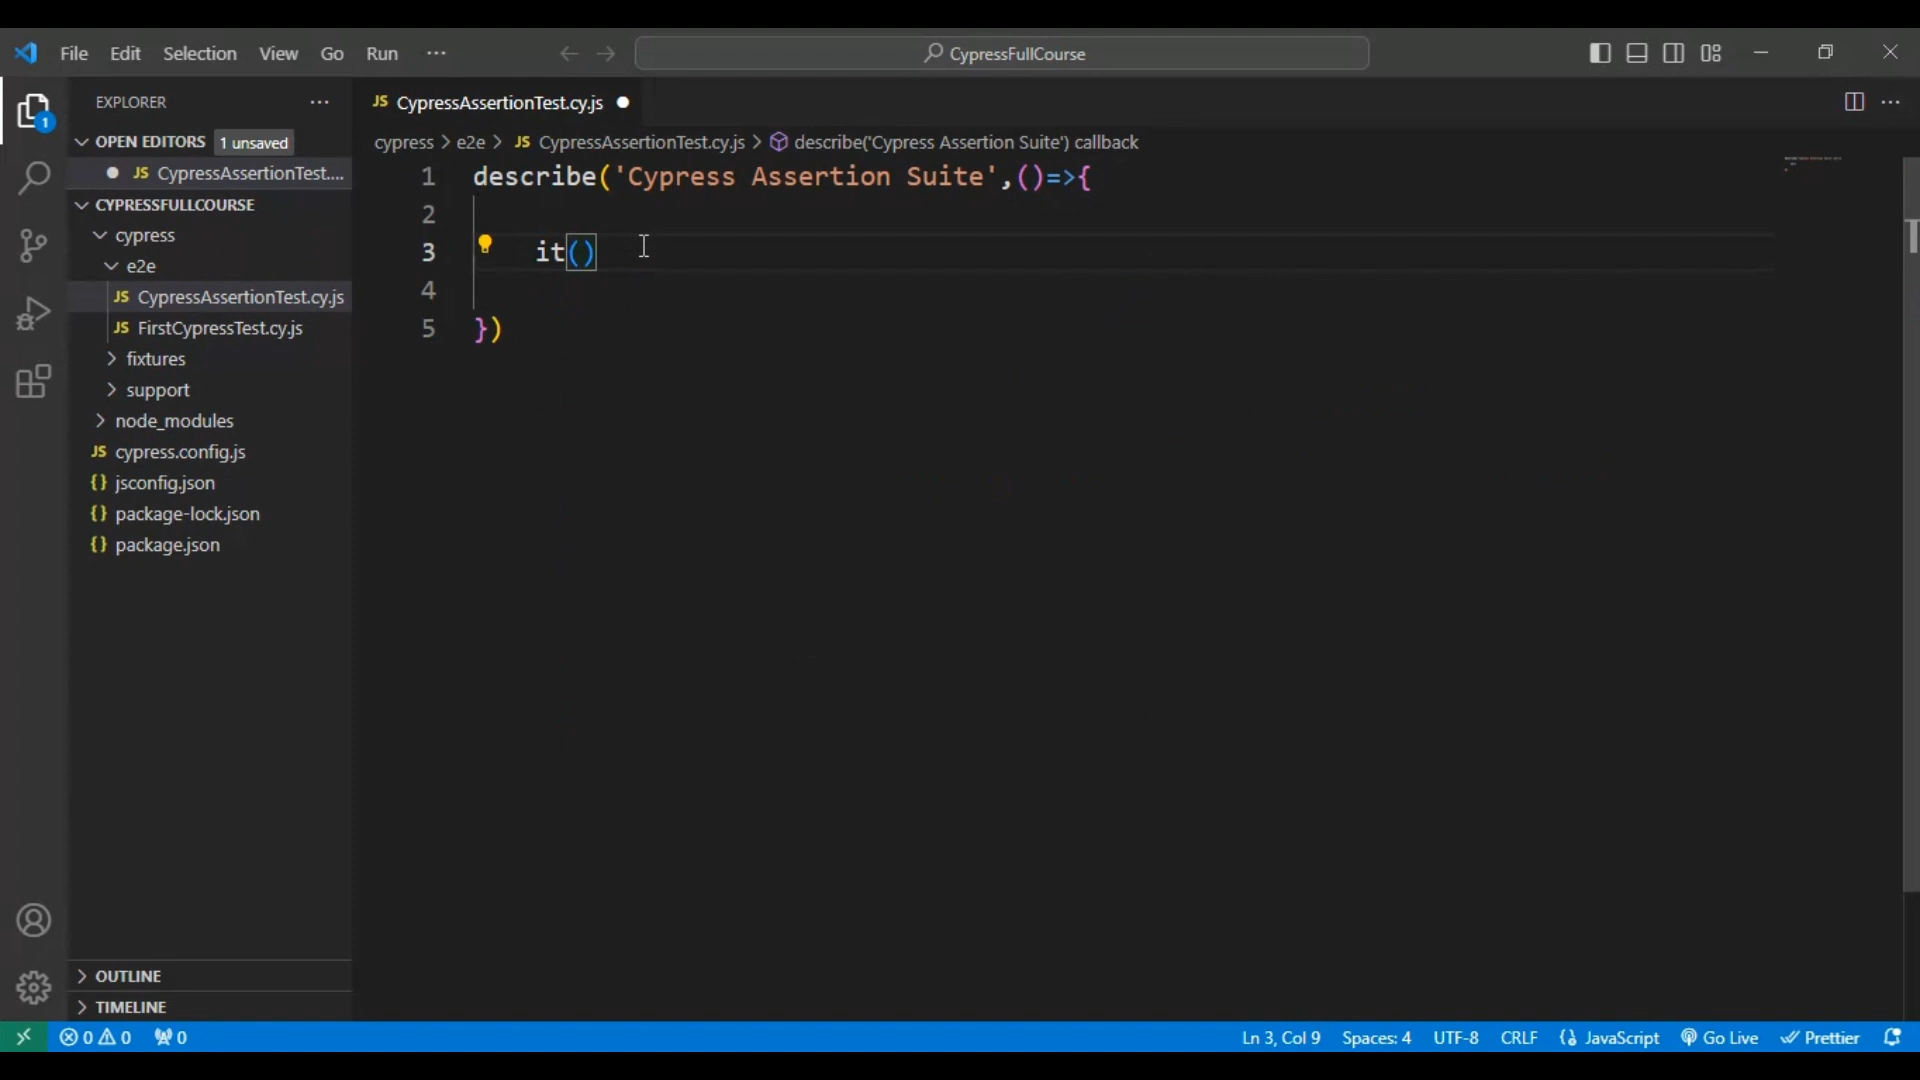 File Edit Selection View Go Run ···
CypressFullCourse
EXPLORER ···
OPEN EDITORS 1 unsaved
JS CypressAssertionTest....
CYPRESSFULLCOURSE
cypress
e2e
JS CypressAssertionTest.cy.js
JS FirstCypressTest.cy.js
fixtures
support
node_modules
JS cypress.config.js
{} jsconfig.json
{} package-lock.json
{} package.json
OUTLINE
TIMELINE
1
JS CypressAssertionTest.cy.js
cypress > e2e > JS CypressAssertionTest.cy.js > describe('Cypress Assertion Suite') callback
1 describe('Cypress Assertion Suite',()=>{
2
3 it()
4
5 })
0 0 0 Ln 3, Col 9 Spaces: 4 UTF-8 CRLF JavaScript Go Live Prettier